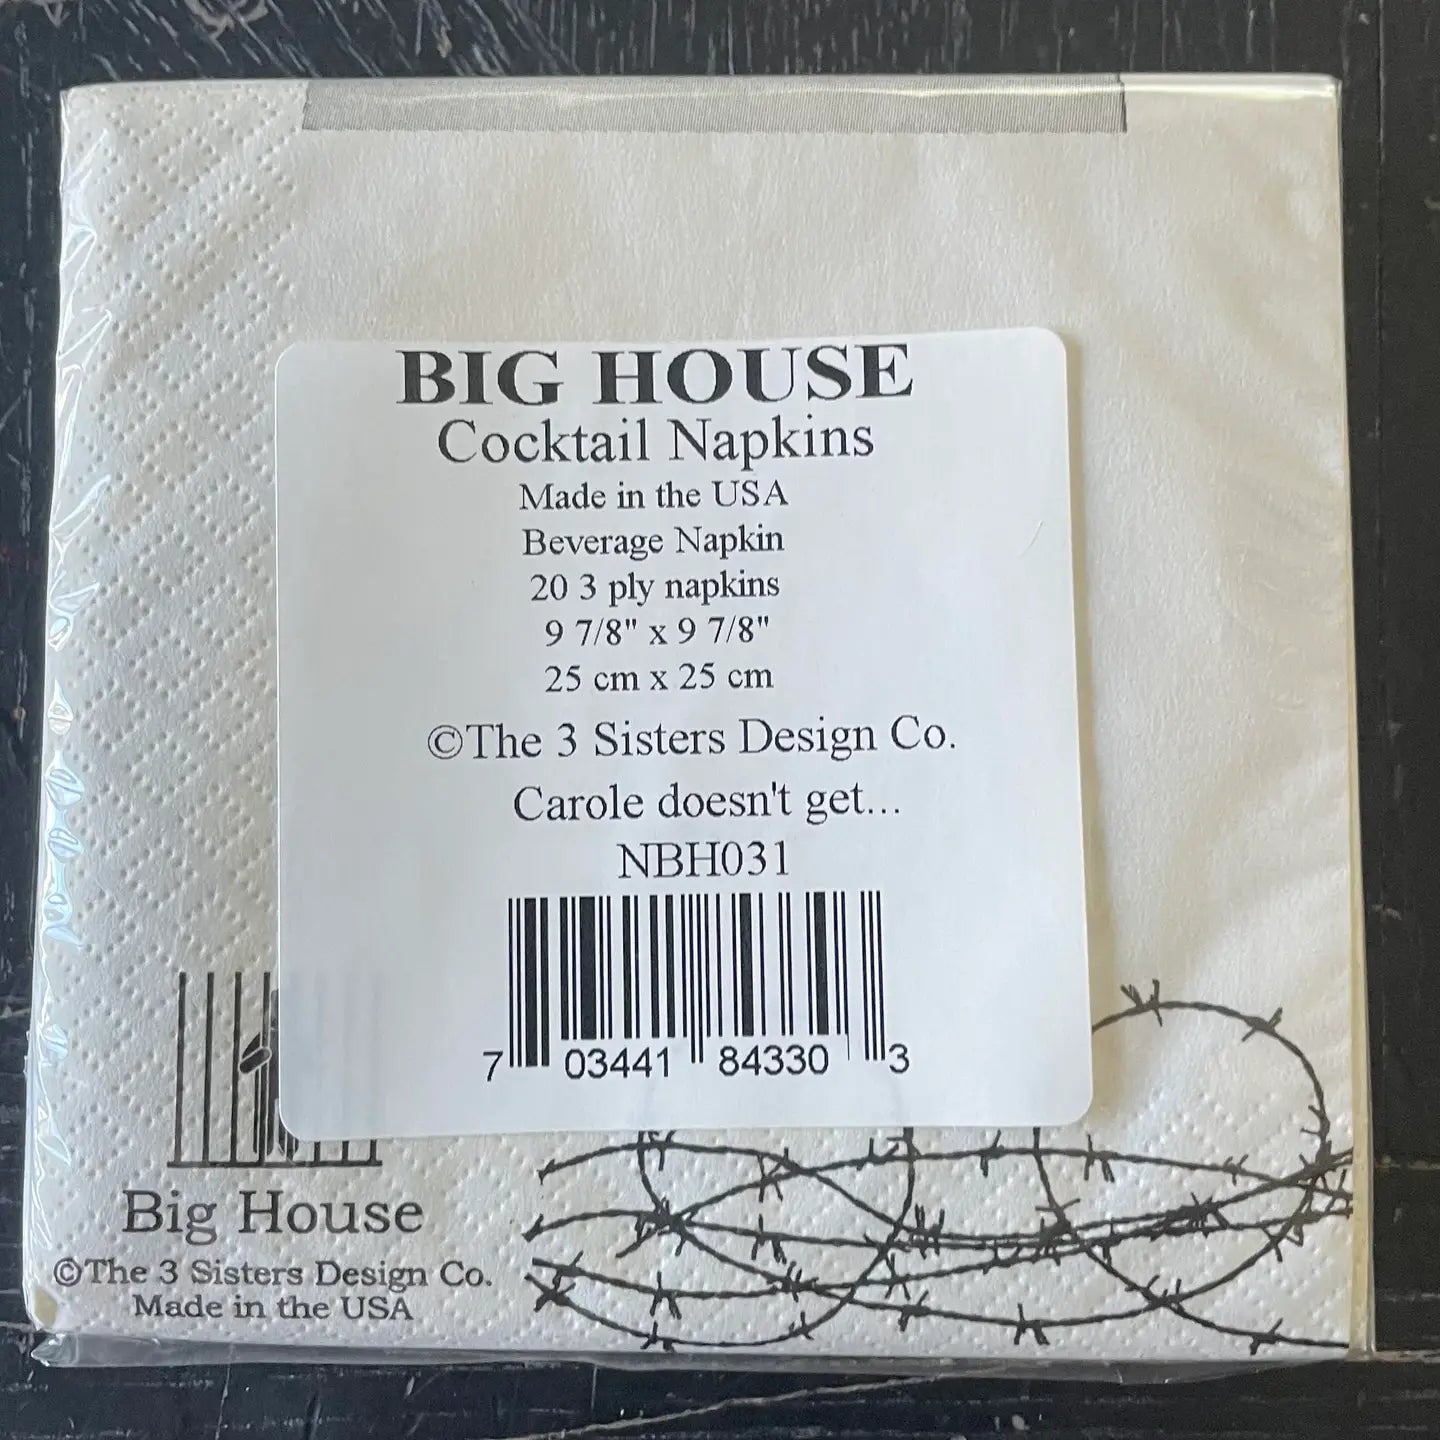 BIG HOUSE
Cocktail Napkins
Made in the USA
Beverage Napkin
20 3 ply napkins
9 7/8" x 9 7/8"
25 cm x 25 cm
©The 3 Sisters Design Co.
Carole doesn't get...
NBH031
7 03441 84330 3
Big House
©The 3 Sisters Design Co.
Made in the USA